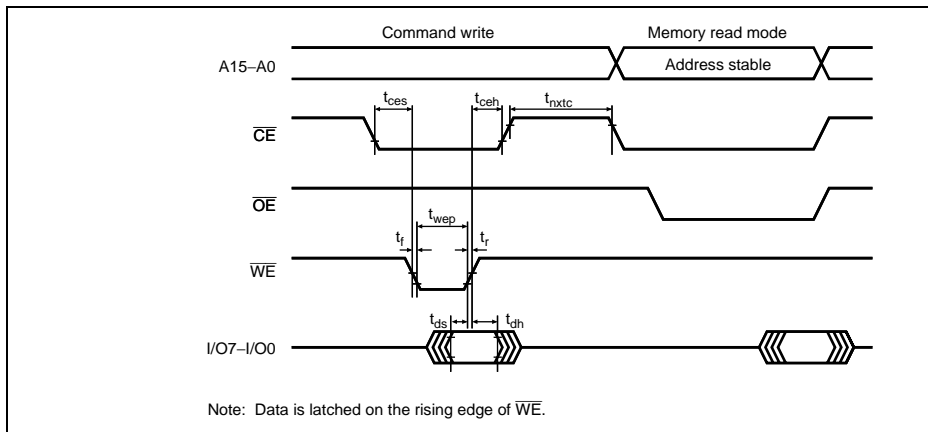 Command write Memory read mode
A15–A0 Address stable
tces tceh tnxtc
CE
OE
twep
tf tr
WE
tds tdh
I/O7–I/O0
Note: Data is latched on the rising edge of WE.